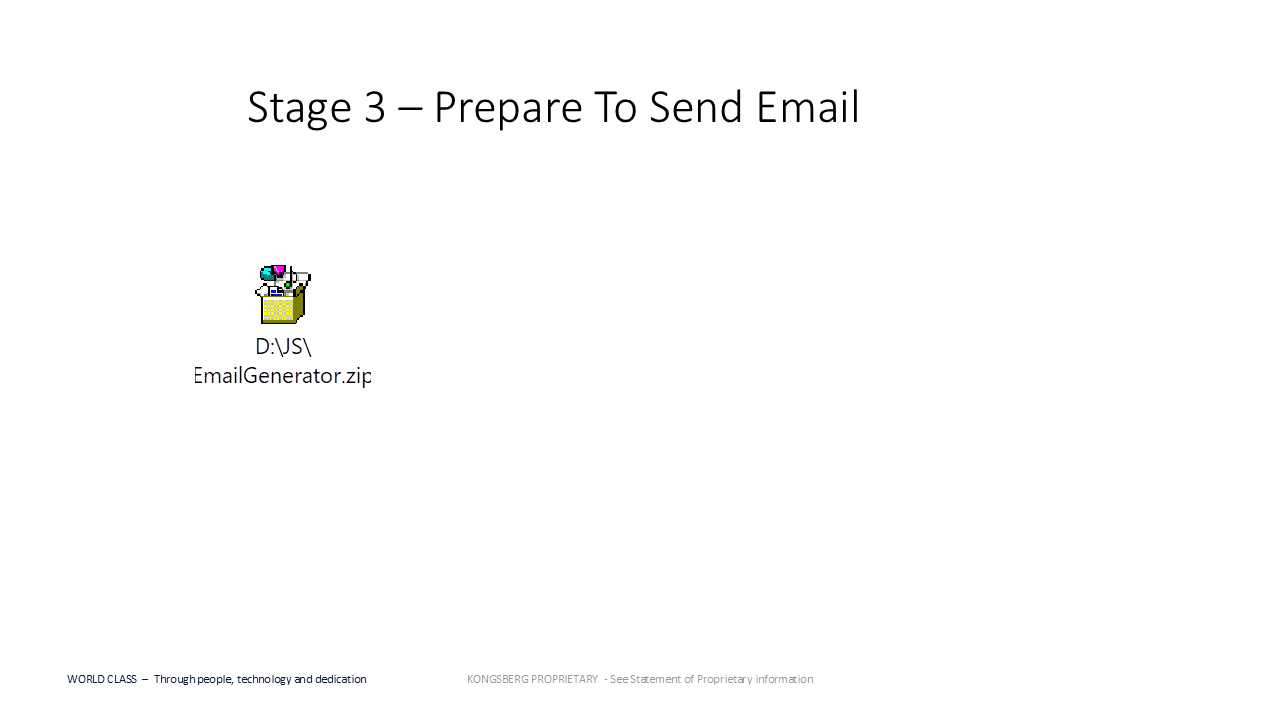 Stage 3 – Prepare To Send Email
D:\JS\
EmailGenerator.zip
WORLD CLASS – Through people, technology and dedication
KONGSBERG PROPRIETARY - See Statement of Proprietary information